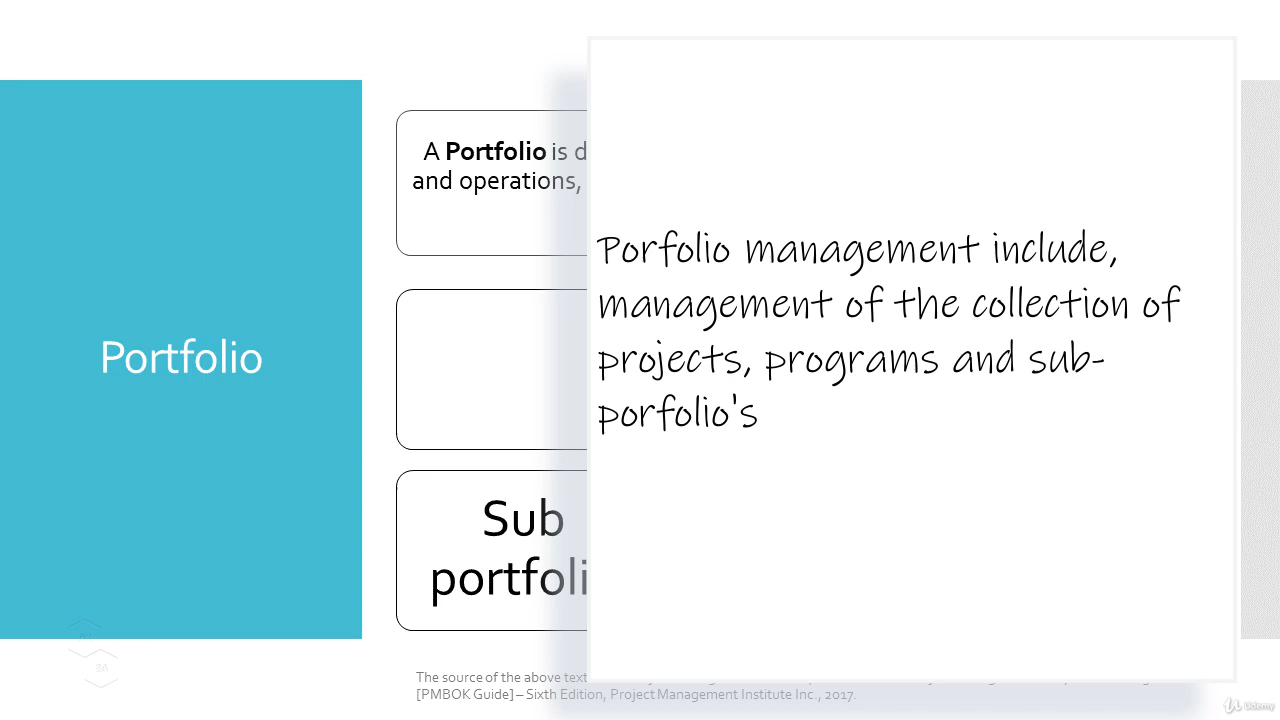 Portfolio
A Portfolio is d
and operations,
Sub
portfoli
Porfolio management include,
management of the collection of
projects, programs and sub-
porfolio's
The source of the above text
[PMBOK Guide] – Sixth Edition, Project Management Institute Inc., 2017.
Udemy